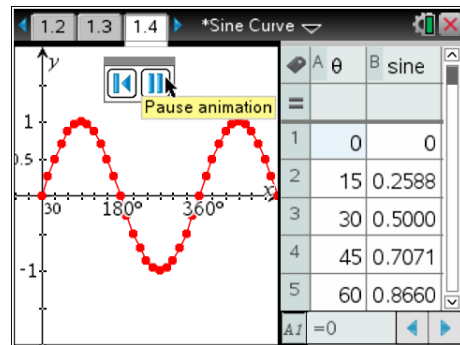 1.2 1.3 1.4 *Sine Curve
y
Pause animation
1
0.5
30 180° 360° x
-1
A θ B sine
=
1 0 0
2 15 0.2588
3 30 0.5000
4 45 0.7071
5 60 0.8660
A1 =0